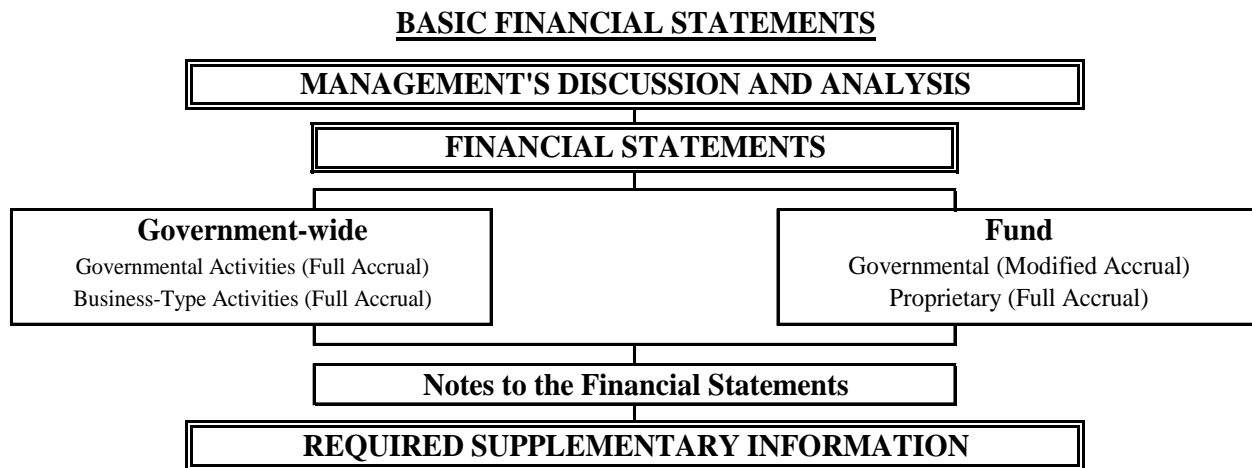 BASIC FINANCIAL STATEMENTS
MANAGEMENT'S DISCUSSION AND ANALYSIS
FINANCIAL STATEMENTS
Government-wide
Governmental Activities (Full Accrual)
Business-Type Activities (Full Accrual)
Fund
Governmental (Modified Accrual)
Proprietary (Full Accrual)
Notes to the Financial Statements
REQUIRED SUPPLEMENTARY INFORMATION